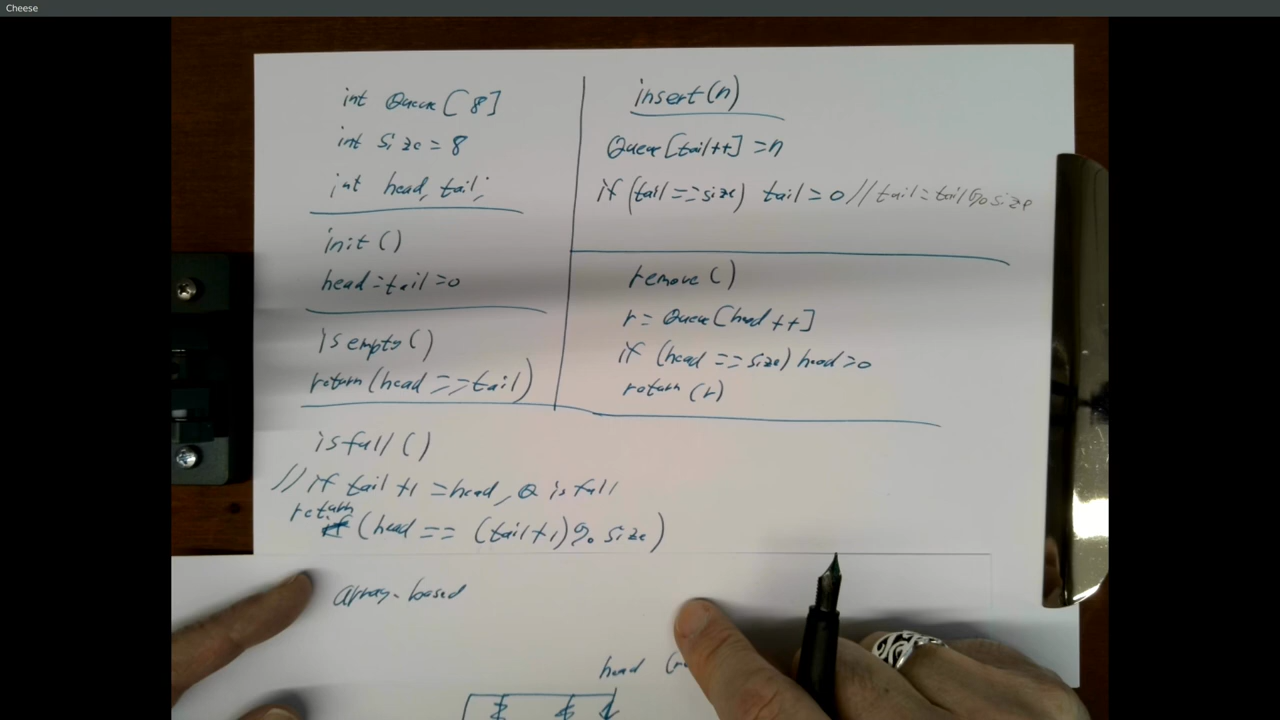 Cheese
int Queue[8]
int size=8
int head, tail;
init()
head=tail=0
isempty()
return(head==tail)
insert(n)
Queue[tail++]=n
if (tail==size) tail=0 //tail=tail%size
remove()
r=Queue[head++]
if (head==size) head=0
return (r)
isfull()
//if tail+1=head, Q is full
return
(head == (tail+1)% size)
array-based
head